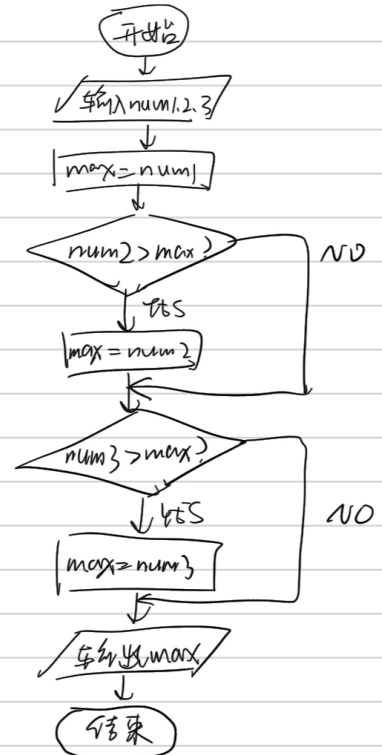 开始
输入num1.2.3
max=num1
num2>max?
NO
YES
max=num2
num3>max?
YES
NO
max=num3
输出max
结束